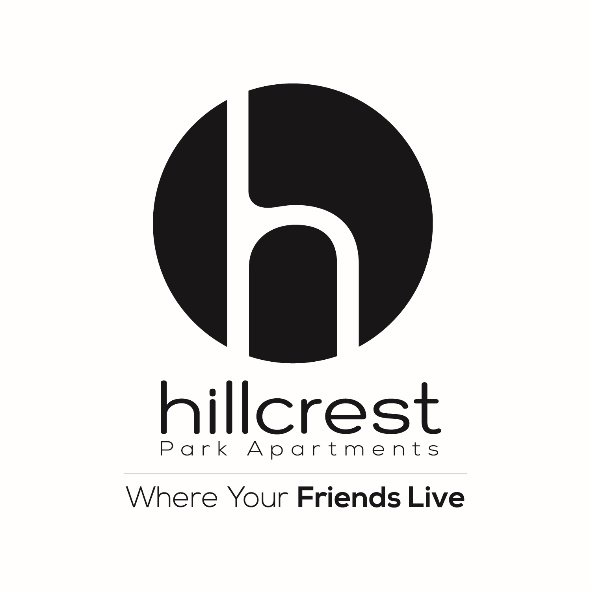 h
hillcrest
Park Apartments
Where Your Friends Live